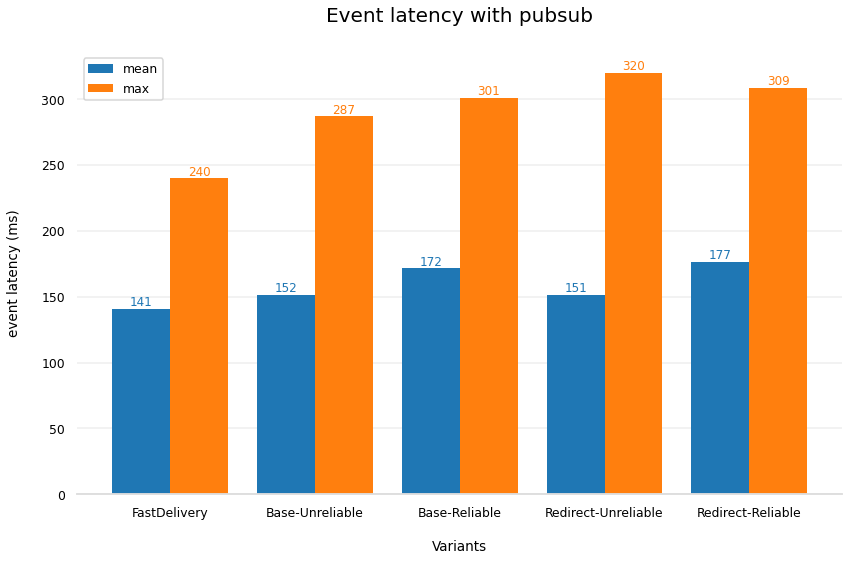 Event latency with pubsub
mean
max
event latency (ms)
300
250
200
150
100
50
0
141
240
152
287
172
301
151
320
177
309
FastDelivery
Base-Unreliable
Base-Reliable
Redirect-Unreliable
Redirect-Reliable
Variants